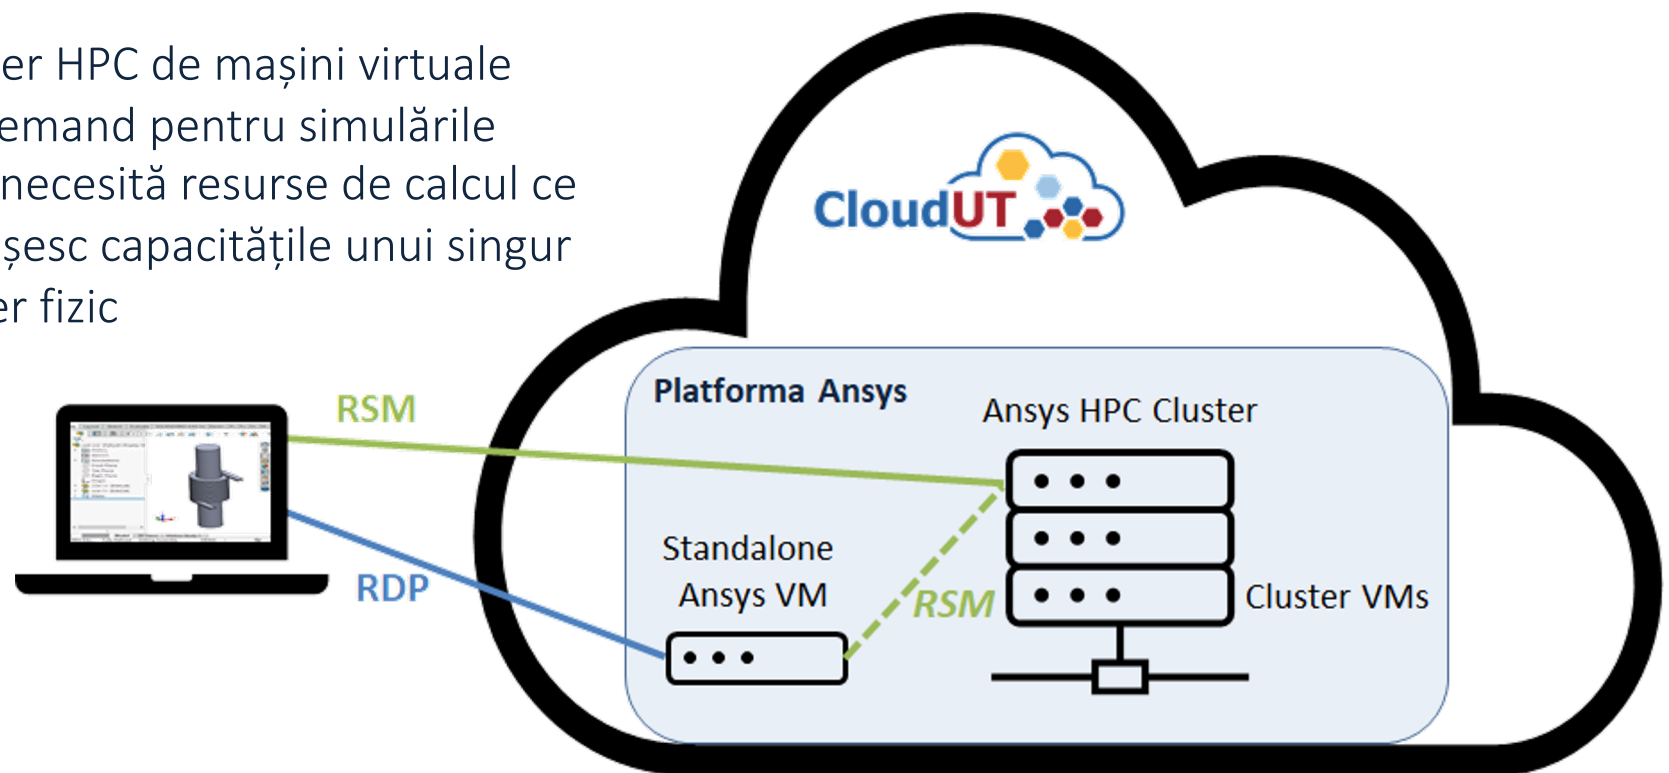 er HPC de mașini virtuale
emand pentru simulările
necesită resurse de calcul ce
șesc capacitățile unui singur
er fizic
CloudUT
Platforma Ansys
RSM
Ansys HPC Cluster
Standalone
Ansys VM
RDP
RSM
Cluster VMs